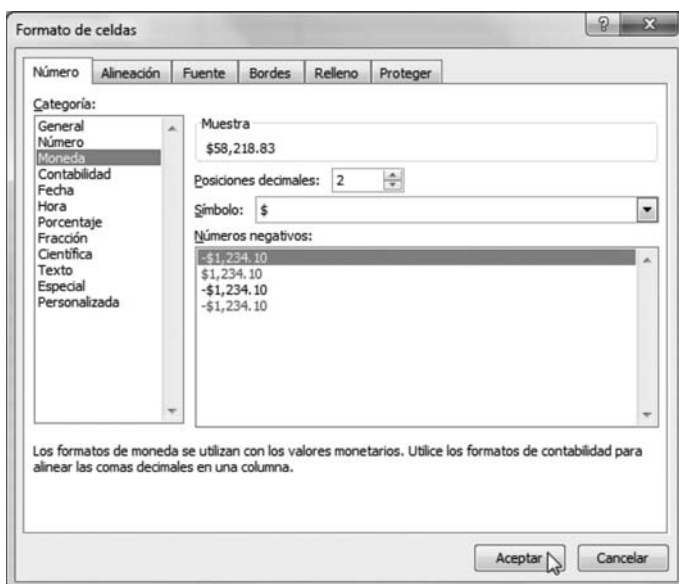 Formato de celdas
?
X
Número Alineación Fuente Bordes Relleno Proteger
Categoría:
General
Número
Moneda
Contabilidad
Fecha
Hora
Porcentaje
Fracción
Científica
Texto
Especial
Personalizada
Muestra
$58,218.83
Posiciones decimales: 2
Símbolo: $
Números negativos:
-$1,234.10
$1,234.10
-$1,234.10
-$1,234.10
Los formatos de moneda se utilizan con los valores monetarios. Utilice los formatos de contabilidad para
alinear las comas decimales en una columna.
Aceptar Cancelar